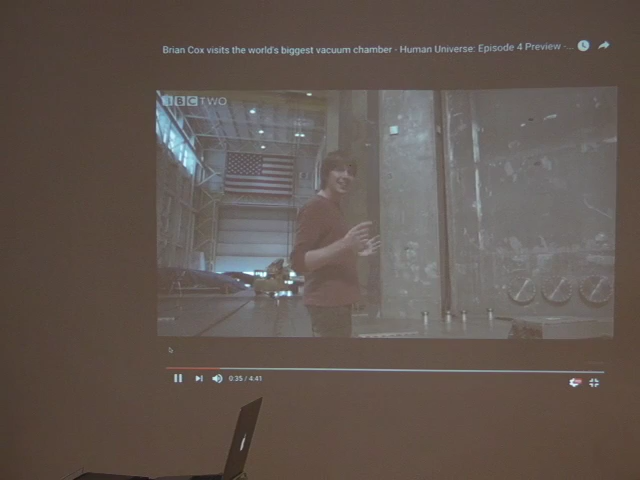 Brian Cox visits the world's biggest vacuum chamber - Human Universe: Episode 4 Preview -...
BBC TWO
0:35 / 4:41